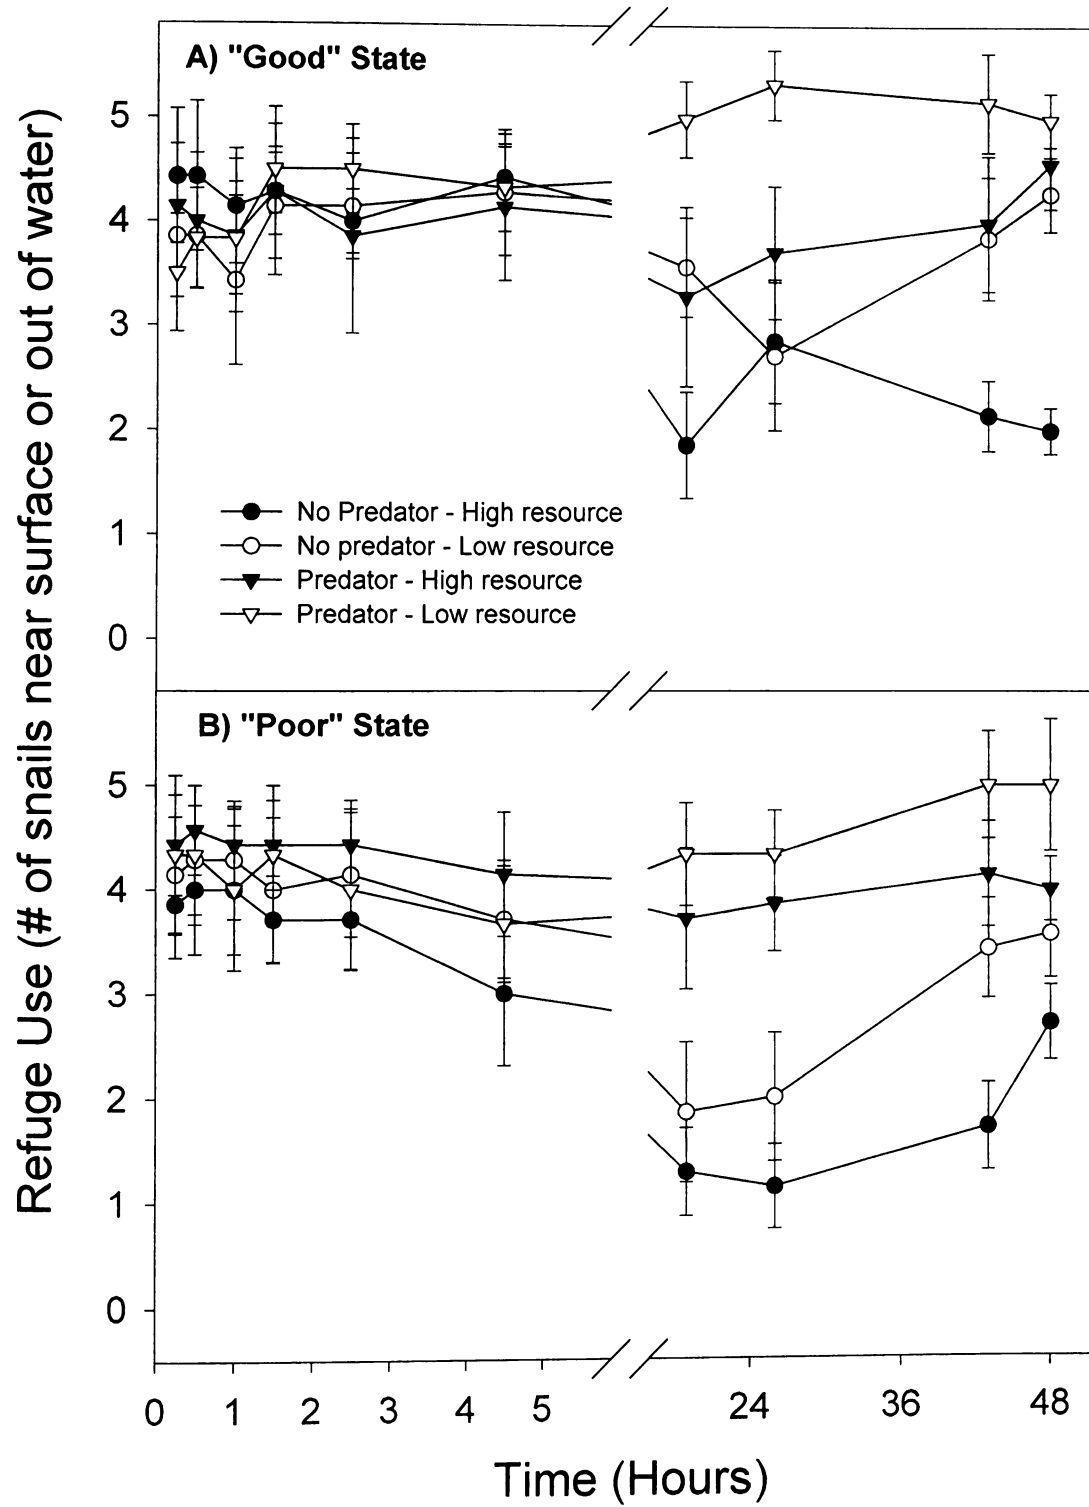 A) "Good" State
5
4
3
2
1
0
No Predator - High resource
No predator - Low resource
Predator - High resource
Predator - Low resource
Refuge Use (# of snails near surface or out of water)
B) "Poor" State
5
4
3
2
1
0
0 1 2 3 4 5 24 36 48
Time (Hours)